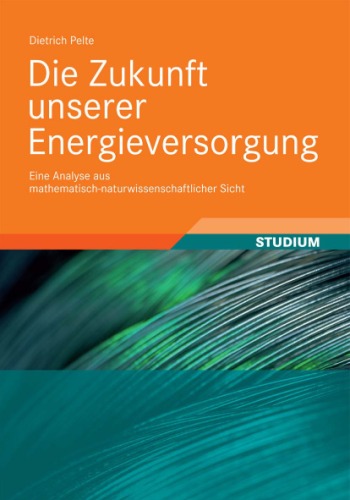 Dietrich Pelte
Die Zukunft
unserer
Energieversorgung
Eine Analyse aus
mathematisch-naturwissenschaftlicher Sicht
STUDIUM